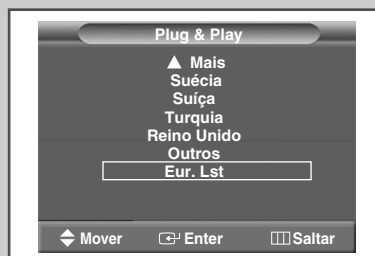 Plug & Play
▲ Mais
Suécia
Suíça
Turquia
Reino Unido
Outros
Eur. Lst
Mover Enter Saltar